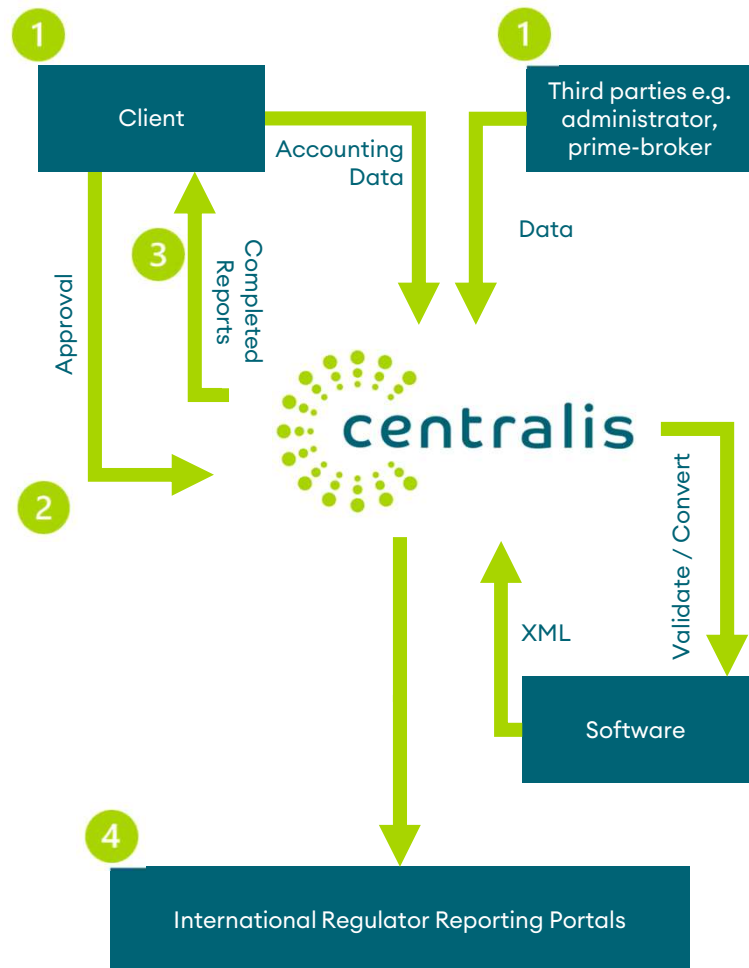 1
1
Client
Third parties e.g.
administrator,
prime-broker
Accounting
Data
Data
3
Completed
Reports
Approval
centralis
2
Validate / Convert
XML
Software
4
International Regulator Reporting Portals